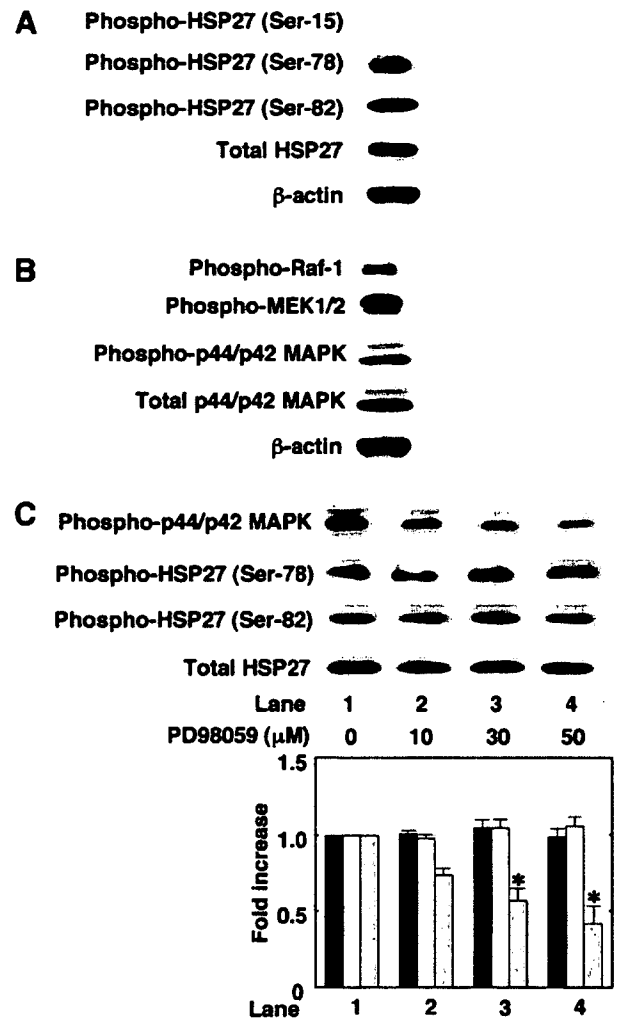 A Phospho-HSP27 (Ser-15)
Phospho-HSP27 (Ser-78)
Phospho-HSP27 (Ser-82)
Total HSP27
β-actin
B Phospho-Raf-1
Phospho-MEK1/2
Phospho-p44/p42 MAPK
Total p44/p42 MAPK
β-actin
C Phospho-p44/p42 MAPK
Phospho-HSP27 (Ser-78)
Phospho-HSP27 (Ser-82)
Total HSP27
Lane 1 2 3 4
PD98059 (μM) 0 10 30 50
1.5
1.0
Fold increase
0.5
* *
0
Lane 1 2 3 4